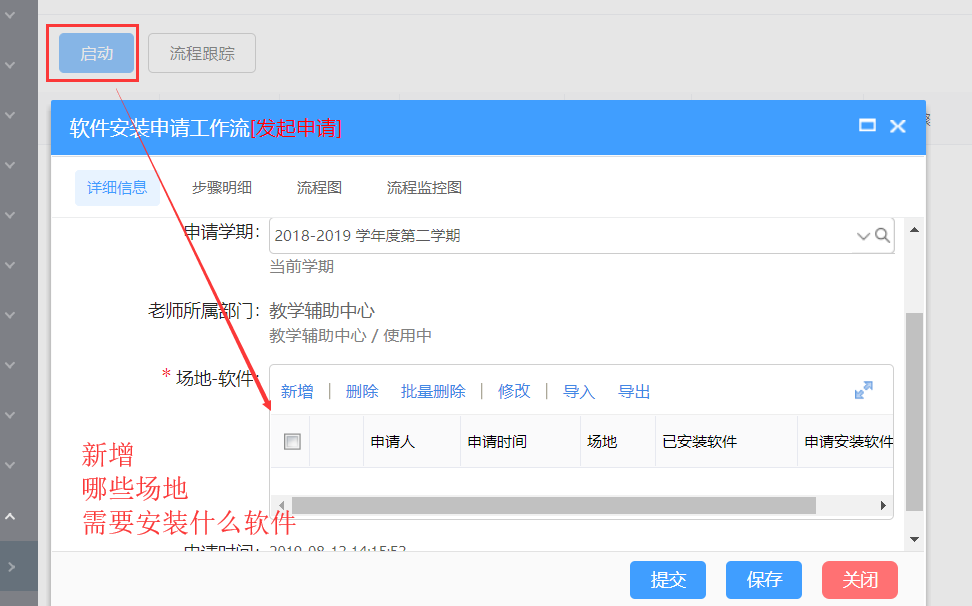 启动 流程跟踪
软件安装申请工作流[发起申请]
详细信息 步骤明细 流程图 流程监控图
申请学期: 2018-2019 学年度第二学期
当前学期
老师所属部门: 教学辅助中心
教学辅助中心 / 使用中
* 场地-软件:
新增 | 删除 批量删除 | 修改 | 导入 导出
申请人 申请时间 场地 已安装软件 申请安装软件
新增
哪些场地
需要安装什么软件
申请时间: 2019-08-13 14:15:53
提交 保存 关闭